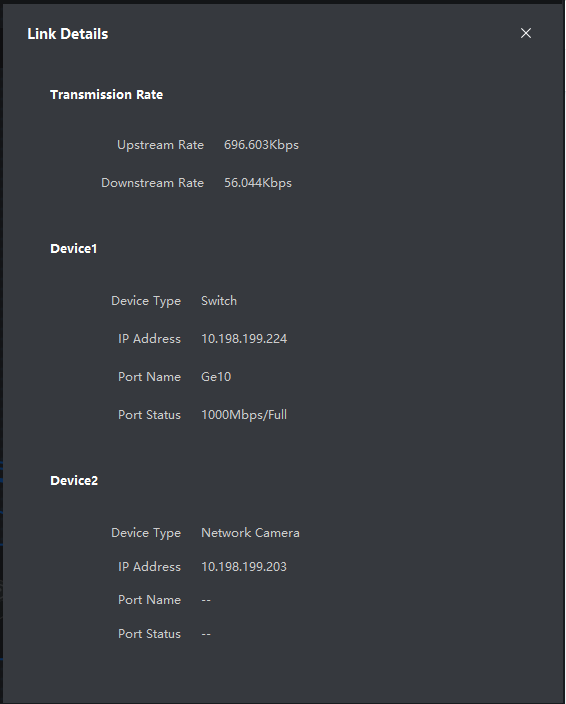 Link Details
Transmission Rate
Upstream Rate 696.603Kbps
Downstream Rate 56.044Kbps
Device1
Device Type Switch
IP Address 10.198.199.224
Port Name Ge10
Port Status 1000Mbps/Full
Device2
Device Type Network Camera
IP Address 10.198.199.203
Port Name --
Port Status --